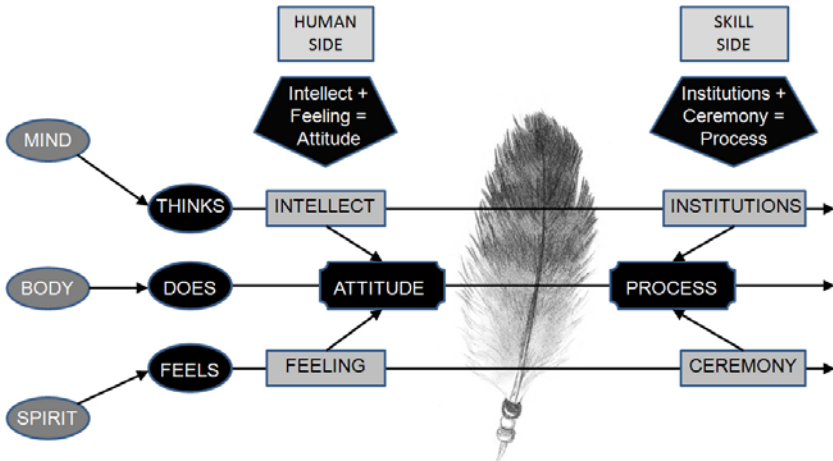 HUMAN
SIDE
SKILL
SIDE
Intellect +
Feeling =
Attitude
Institutions +
Ceremony =
Process
MIND
THINKS
INTELLECT
INSTITUTIONS
BODY
DOES
ATTITUDE
PROCESS
FEELS
FEELING
CEREMONY
SPIRIT